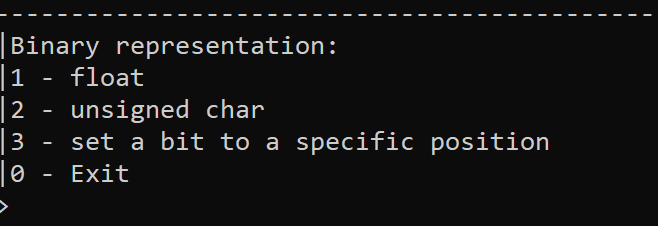 --------------------------------------------
|Binary representation:
|1 - float
|2 - unsigned char
|3 - set a bit to a specific position
|0 - Exit
>